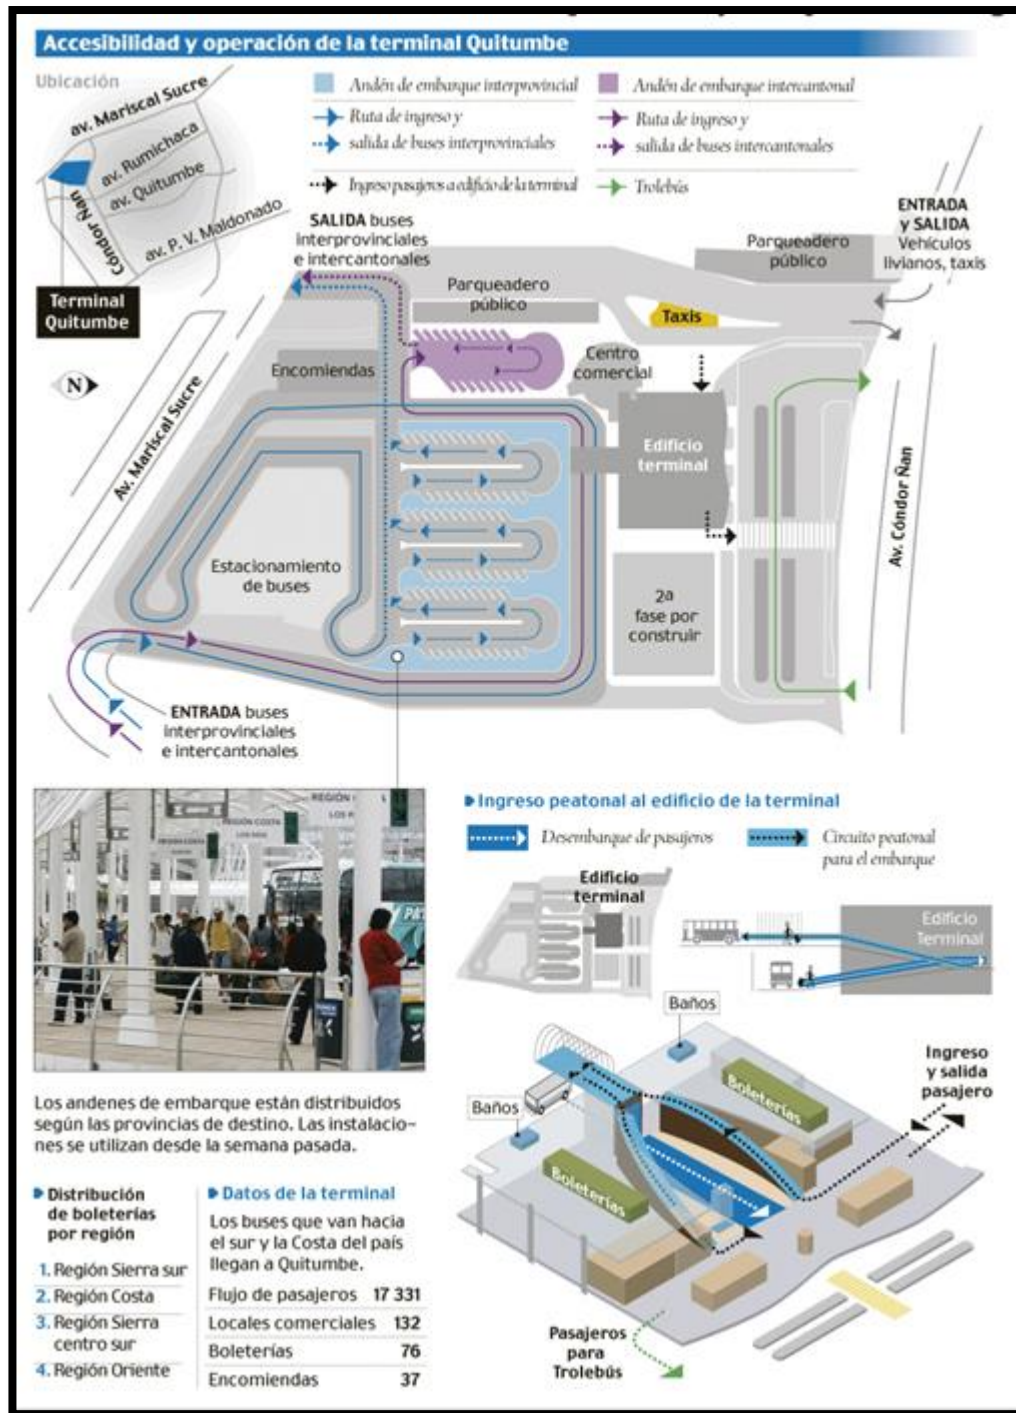 Accesibilidad y operación de la terminal Quitumbe
Ubicación
av. Mariscal Sucre
av. Rumichaca
av. Quitumbe
av. P. V. Maldonado
Cóndor Ñan
Terminal
Quitumbe
N
Andén de embarque interprovincial
Ruta de ingreso y
salida de buses interprovinciales
Ingreso pasajeros a edificio de la terminal
Andén de embarque intercantonal
Ruta de ingreso y
salida de buses intercantonales
Trolebús
SALIDA buses
interprovinciales
e intercantonales
Parqueadero
público
Parqueadero
público
ENTRADA
y SALIDA
Vehículos
livianos, taxis
Taxis
Encomiendas
Centro
comercial
Edificio
terminal
Av. Mariscal Sucre
Estacionamiento
de buses
2a
fase por
construir
Av. Cóndor Ñan
ENTRADA buses
interprovinciales
e intercantonales
REGIÓN
LOS R
REGIÓN COSTA
LOS RIOS
REGIÓN COSTA
PA
Los andenes de embarque están distribuidos
según las provincias de destino. Las instalacio-
nes se utilizan desde la semana pasada.
Distribución
de boleterías
por región
1. Región Sierra sur
2. Región Costa
3. Región Sierra
centro sur
4. Región Oriente
Datos de la terminal
Los buses que van hacia
el sur y la Costa del país
llegan a Quitumbe.
Flujo de pasajeros 17 331
Locales comerciales 132
Boleterías 76
Encomiendas 37
Ingreso peatonal al edificio de la terminal
Desembarque de pasajeros
Circuito peatonal
para el embarque
Edificio
terminal
Edificio
Terminal
Baños
Baños
Boleterías
Boleterías
Ingreso
y salida
pasajero
Pasajeros
para
Trolebús